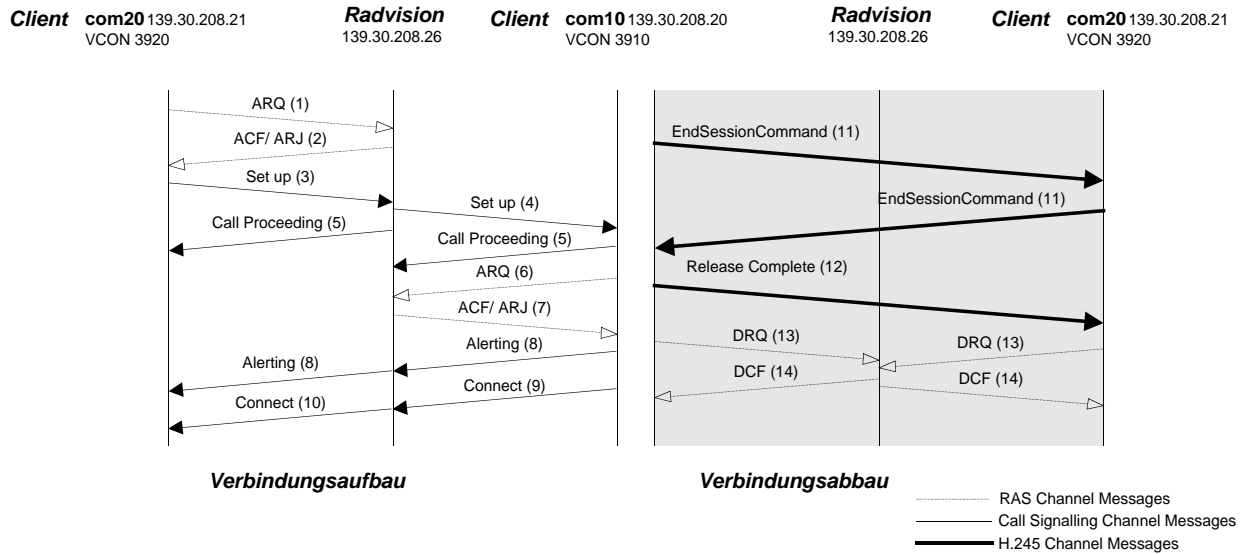 Client com20 139.30.208.21
VCON 3920
Radvision
139.30.208.26
Client com10 139.30.208.20
VCON 3910
Radvision
139.30.208.26
Client com20 139.30.208.21
VCON 3920
ARQ (1)
ACF/ ARJ (2)
Set up (3)
Set up (4)
Call Proceeding (5)
Call Proceeding (5)
ARQ (6)
ACF/ ARJ (7)
Alerting (8)
Alerting (8)
Connect (9)
Connect (10)
EndSessionCommand (11)
EndSessionCommand (11)
Release Complete (12)
DRQ (13)
DRQ (13)
DCF (14)
DCF (14)
Verbindungsaufbau
Verbindungsabbau
RAS Channel Messages
Call Signalling Channel Messages
H.245 Channel Messages